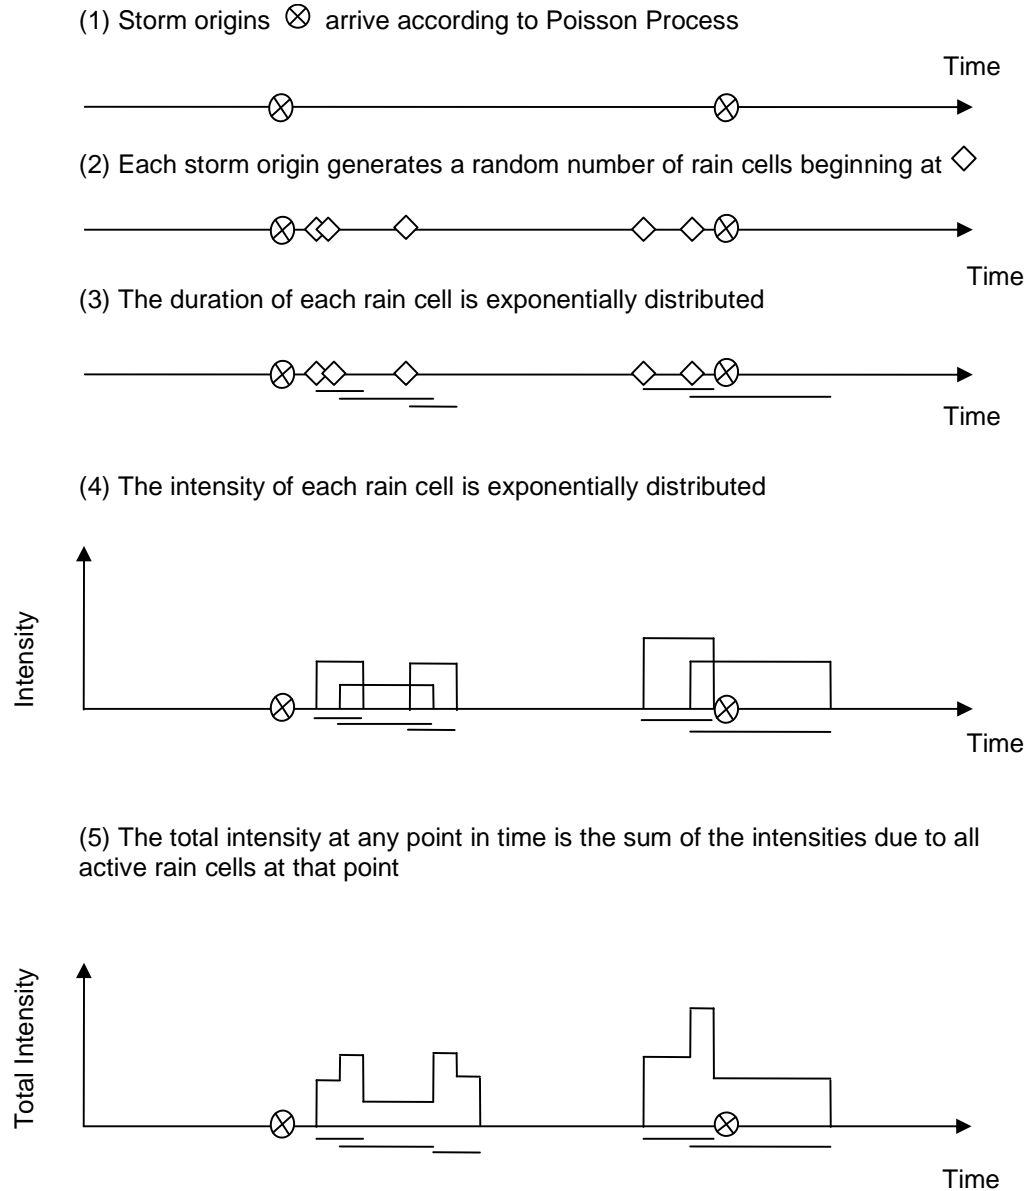 (1) Storm origins ⊗ arrive according to Poisson Process
Time
(2) Each storm origin generates a random number of rain cells beginning at ◇
Time
(3) The duration of each rain cell is exponentially distributed
Time
(4) The intensity of each rain cell is exponentially distributed
Intensity
Time
(5) The total intensity at any point in time is the sum of the intensities due to all
active rain cells at that point
Total Intensity
Time